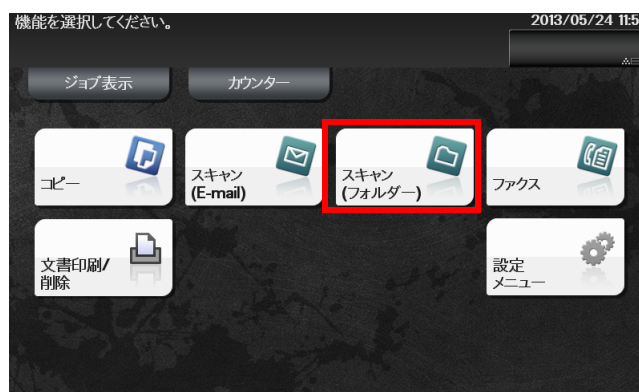 機能を選択してください。
2013/05/24 11:5
ジョブ表示
カウンター
コピー
スキャン
(E-mail)
スキャン
(フォルダー)
ファクス
文書印刷/
削除
設定
メニュー